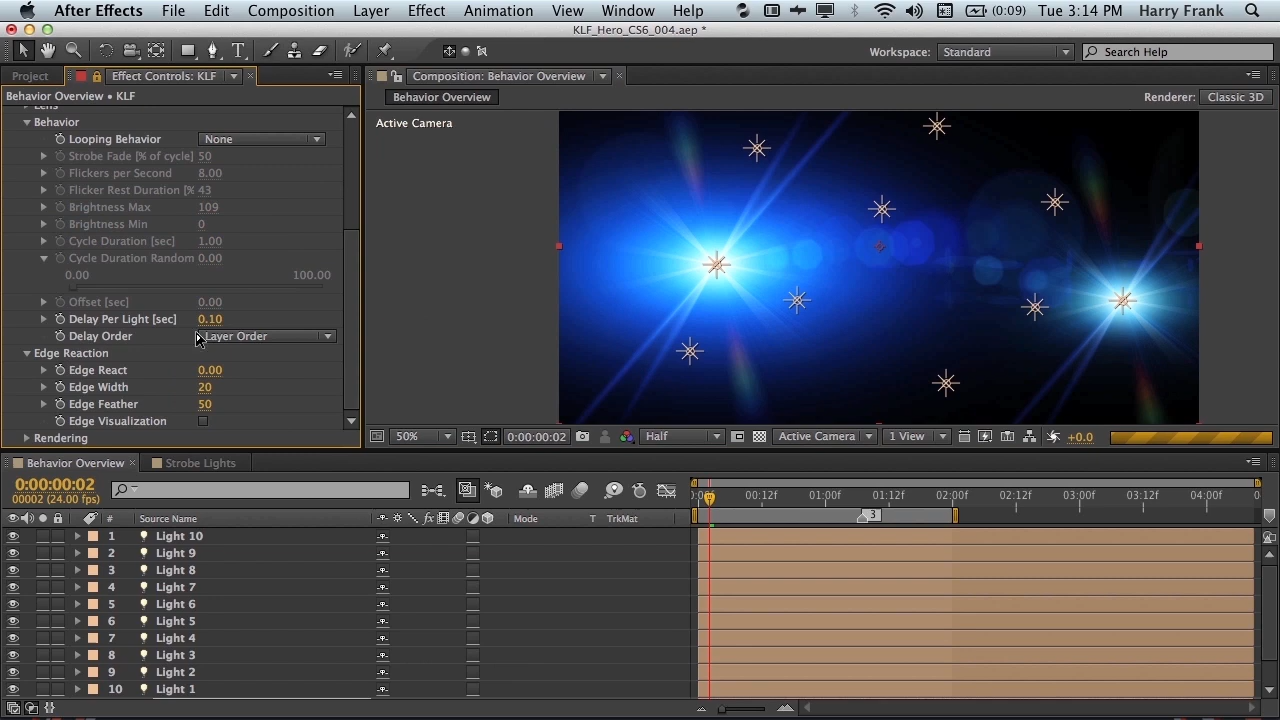 After Effects File Edit Composition Layer Effect Animation View Window Help (0:09) Tue 3:14 PM Harry Frank
KLF_Hero_CS6_004.aep *
Workspace: Standard Search Help
Project Effect Controls: KLF Composition: Behavior Overview
Behavior Overview • KLF
Behavior Overview Renderer: Classic 3D
Active Camera
Lens
Behavior
Looping Behavior None
Strobe Fade [% of cycle] 50
Flickers per Second 8.00
Flicker Rest Duration [% 43
Brightness Max 109
Brightness Min 0
Cycle Duration [sec] 1.00
Cycle Duration Random 0.00
0.00 100.00
Offset [sec] 0.00
Delay Per Light [sec] 0.10
Delay Order Layer Order
Edge Reaction
Edge React 0.00
Edge Width 20
Edge Feather 50
Edge Visualization
Rendering
50% 0:00:00:02 Half Active Camera 1 View +0.0
Behavior Overview Strobe Lights
0:00:00:02
00002 (24.00 fps)
00:12f 01:00f 01:12f 02:00f 02:12f 03:00f 03:12f 04:00f
3
# Source Name fx Mode T TrkMat
1 Light 10
2 Light 9
3 Light 8
4 Light 7
5 Light 6
6 Light 5
7 Light 4
8 Light 3
9 Light 2
10 Light 1